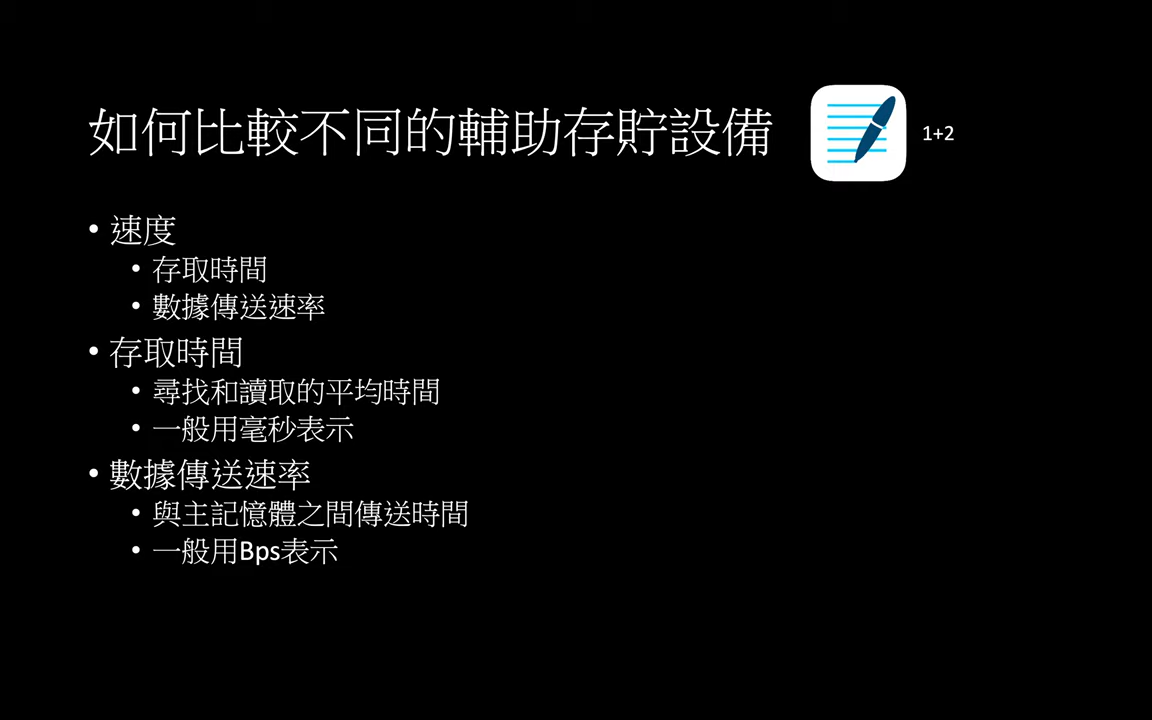 如何比較不同的輔助存貯設備
1+2
• 速度
• 存取時間
• 數據傳送速率
• 存取時間
• 尋找和讀取的平均時間
• 一般用毫秒表示
• 數據傳送速率
• 與主記憶體之間傳送時間
• 一般用Bps表示